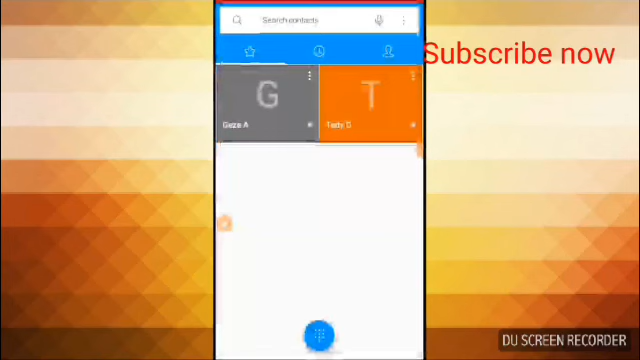 Search contacts
Subscribe now
G
T
DU SCREEN RECORDER